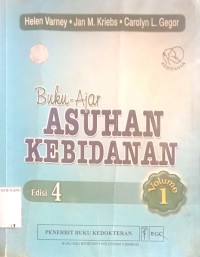 Helen Varney • Jan M. Kriebs • Carolyn L. Gegor
Buku Ajar
ASUHAN
KEBIDANAN
Edisi 4
Volume
1
PENERBIT BUKU KEDOKTERAN
EGC